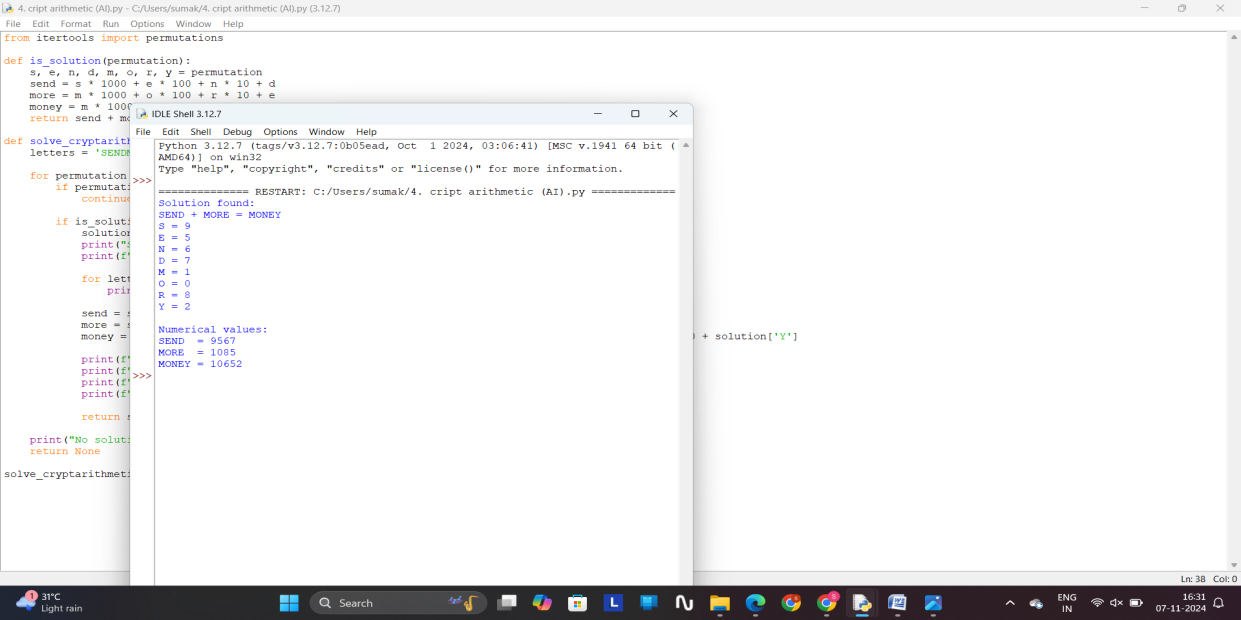 4. cript arithmetic (AI).py - C:/Users/sumak/4. cript arithmetic (AI).py (3.12.7)
File Edit Format Run Options Window Help
from itertools import permutations
def is_solution(permutation):
s, e, n, d, m, o, r, y = permutation
send = s * 1000 + e * 100 + n * 10 + d
more = m * 1000 + o * 100 + r * 10 + e
money = m * 1000
return send + mo
def solve_cryptarith
letters = 'SENDM
for permutation
if permutati
continue
if is_soluti
solution
print("S
print(f"
for lett
prin
send = s
more = s
money =
) + solution['Y']
print(f"
print(f"
print(f"
print(f"
return s
print("No soluti
return None
solve_cryptarithmeti
IDLE Shell 3.12.7
File Edit Shell Debug Options Window Help
Python 3.12.7 (tags/v3.12.7:0b05ead, Oct 1 2024, 03:06:41) [MSC v.1941 64 bit (
AMD64)] on win32
Type "help", "copyright", "credits" or "license()" for more information.
>>>
============== RESTART: C:/Users/sumak/4. cript arithmetic (AI).py =============
Solution found:
SEND + MORE = MONEY
S = 9
E = 5
N = 6
D = 7
M = 1
O = 0
R = 8
Y = 2
Numerical values:
SEND = 9567
MORE = 1085
MONEY = 10652
>>>
Ln: 38 Col: 0
1
31°C
Light rain
Search
L
5
ENG
IN
16:31
07-11-2024